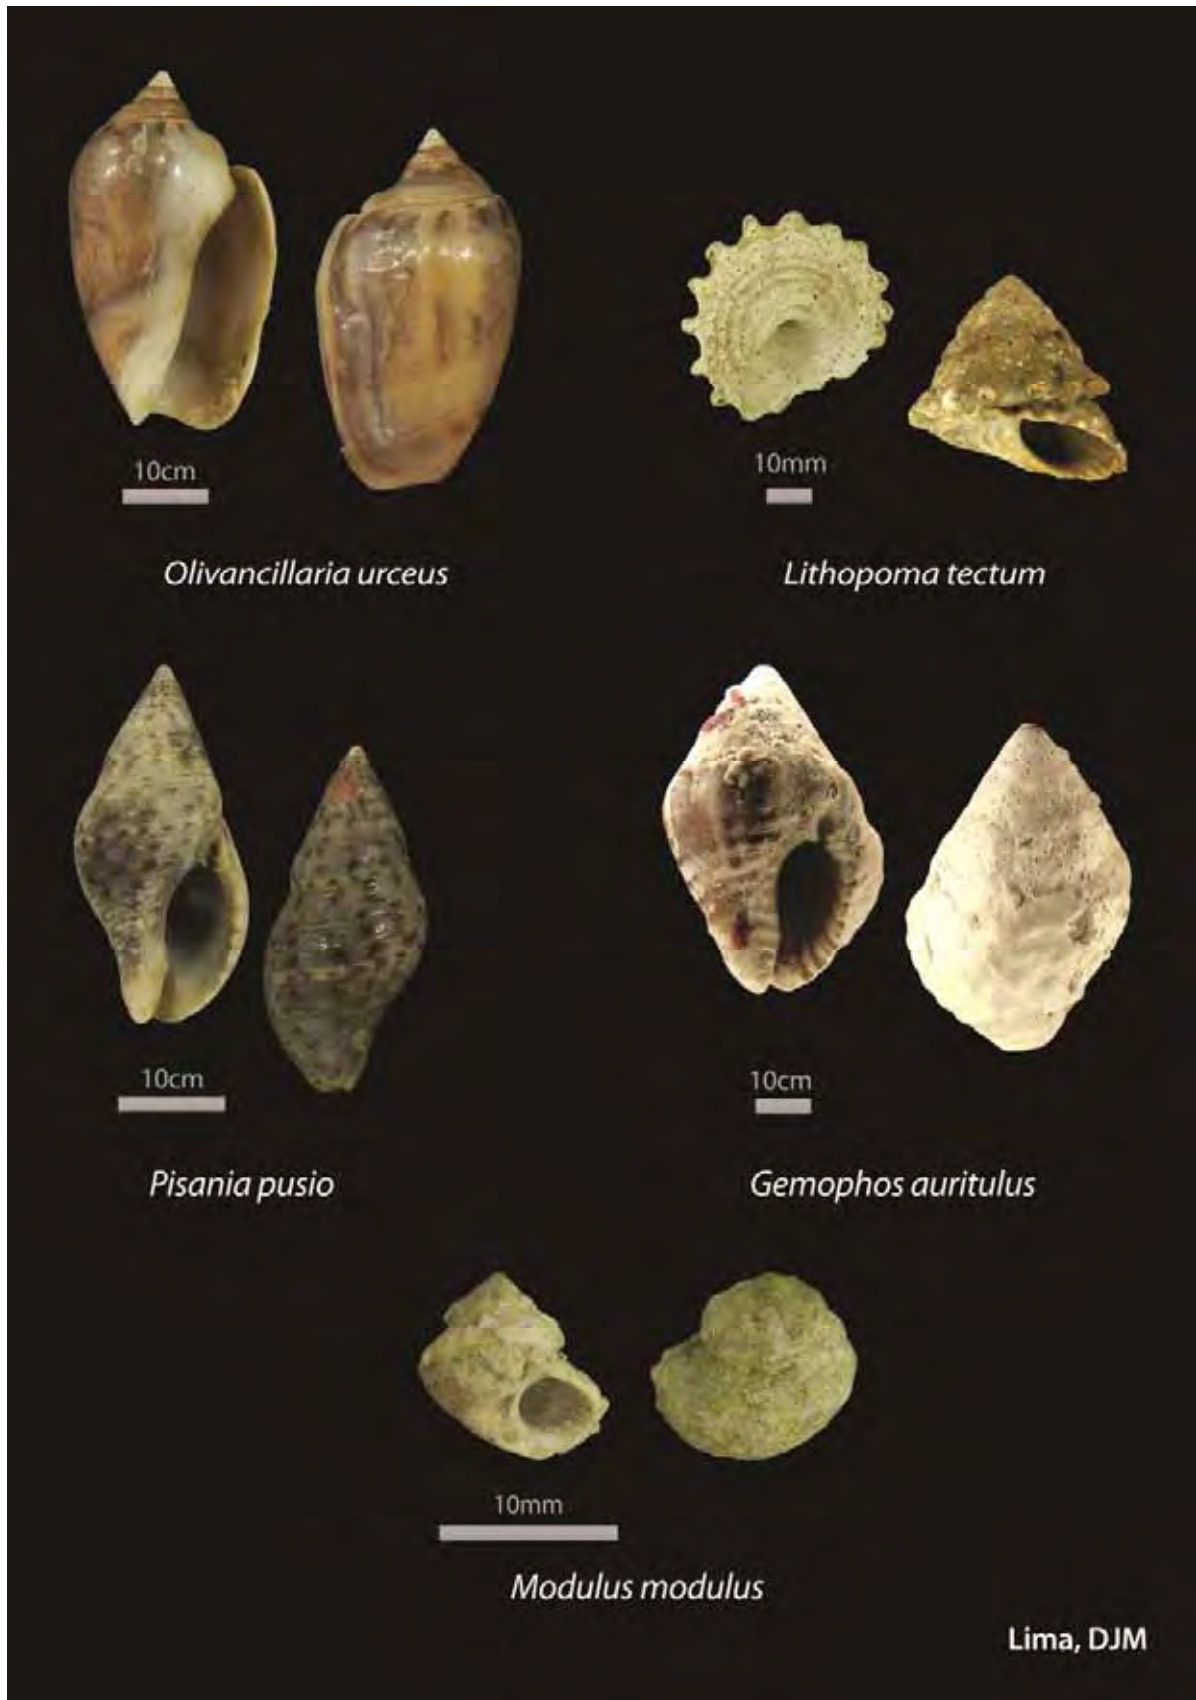 10cm
10mm
Olivancillaria urceus
Lithopoma tectum
10cm
10cm
Pisania pusio
Gemophos auritulus
10mm
Modulus modulus
Lima, DJM